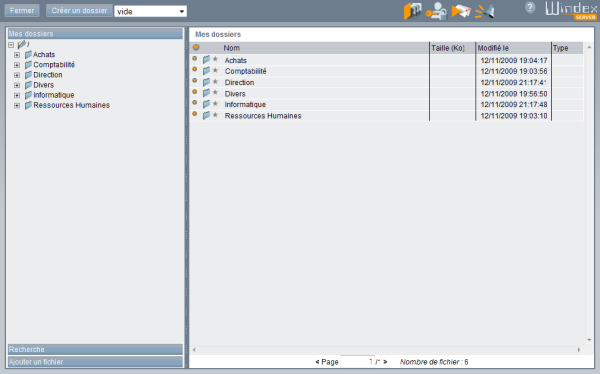 Fermer Créer un dossier vide
? Windex
SERVER
Mes dossiers
/
Achats
Comptabilité
Direction
Divers
Informatique
Ressources Humaines
Recherche
Ajouter un fichier
Mes dossiers
Nom Taille (Ko) Modifié le Type
Achats 12/11/2009 19:04:17
Comptabilité 12/11/2009 19:03:56
Direction 12/11/2009 21:17:41
Divers 12/11/2009 19:56:50
Informatique 12/11/2009 21:17:48
Ressources Humaines 12/11/2009 19:03:10
< Page 1 /1 > Nombre de fichier : 6